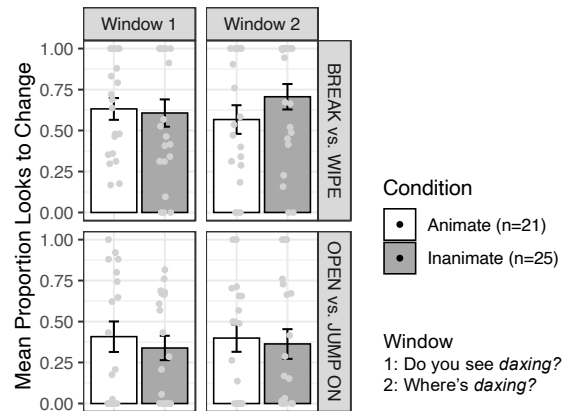 Window 1
Window 2
Mean Proportion Looks to Change
1.00
0.75
0.50
0.25
0.00
BREAK vs. WIPE
1.00
0.75
0.50
0.25
0.00
OPEN vs. JUMP ON
Condition
Animate (n=21)
Inanimate (n=25)
Window
1: Do you see daxing?
2: Where's daxing?